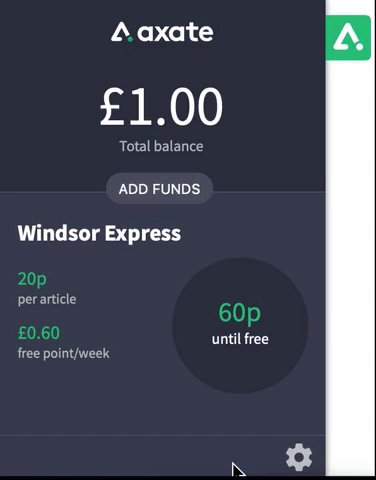 axate
£1.00
Total balance
ADD FUNDS
Windsor Express
20p
per article
£0.60
free point/week
60p
until free